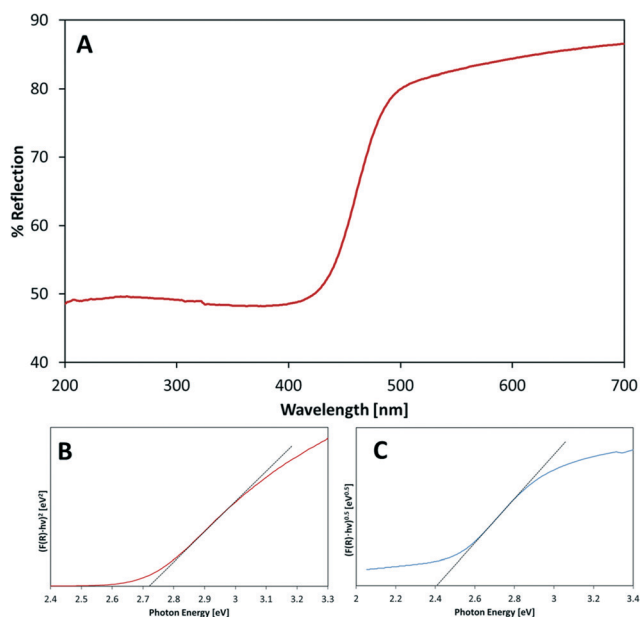 A
90
80
70
60
50
40
% Reflection
200 300 400 500 600 700
Wavelength [nm]
B
(F(R)·hν)² [eV²]
2.4 2.5 2.6 2.7 2.8 2.9 3 3.1 3.2 3.3
Photon Energy [eV]
C
(F(R)·hν)⁰·⁵ [eV⁰·⁵]
2 2.2 2.4 2.6 2.8 3 3.2 3.4
Photon Energy [eV]